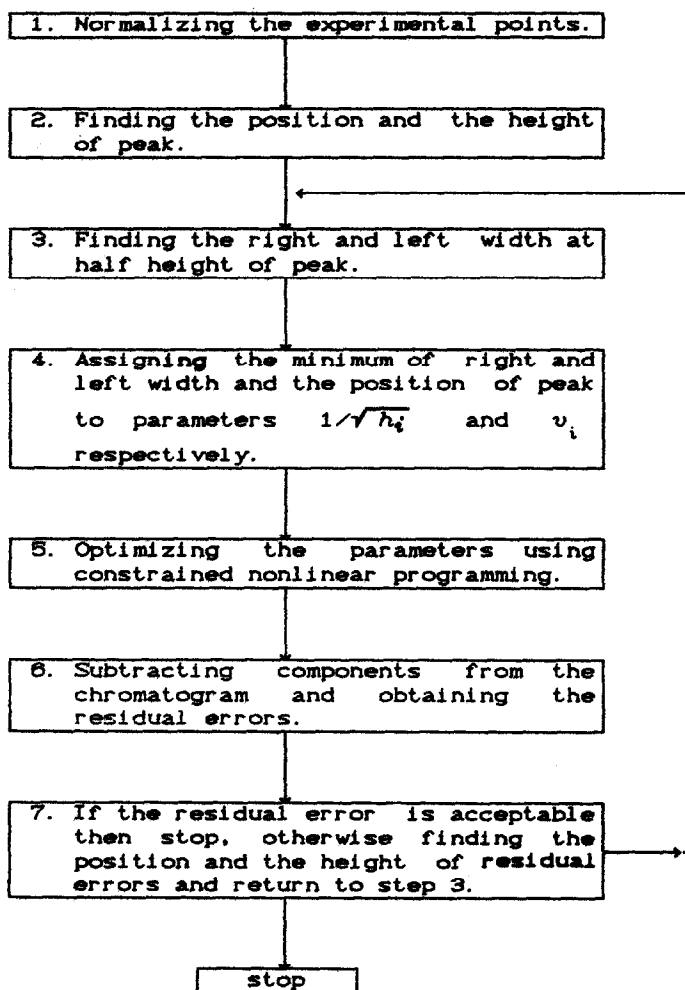 1. Normalizing the experimental points.
2. Finding the position and the height
of peak.
3. Finding the right and left width at
half height of peak.
4. Assigning the minimum of right and
left width and the position of peak
to parameters 1/√hᵢ and vᵢ
respectively.
5. Optimizing the parameters using
constrained nonlinear programming.
6. Subtracting components from the
chromatogram and obtaining the
residual errors.
7. If the residual error is acceptable
then stop, otherwise finding the
position and the height of residual
errors and return to step 3.
stop